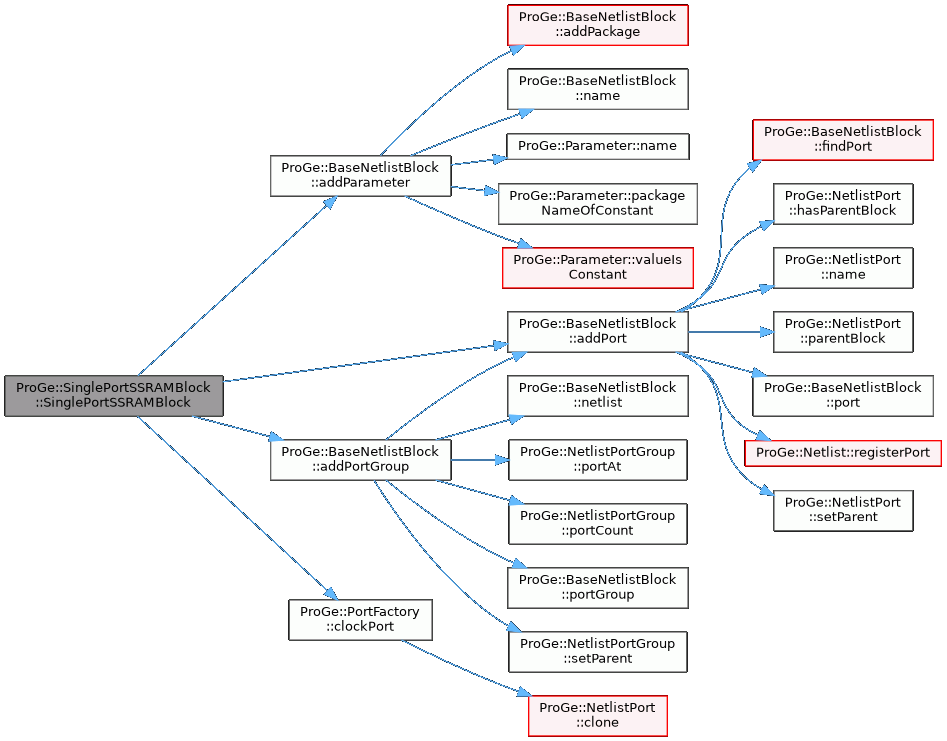 ProGe::SinglePortSSRAMBlock
::SinglePortSSRAMBlock
ProGe::BaseNetlistBlock
::addParameter
ProGe::BaseNetlistBlock
::addPackage
ProGe::BaseNetlistBlock
::name
ProGe::Parameter::name
ProGe::Parameter::package
NameOfConstant
ProGe::Parameter::valueIs
Constant
ProGe::BaseNetlistBlock
::addPort
ProGe::BaseNetlistBlock
::findPort
ProGe::NetlistPort
::hasParentBlock
ProGe::NetlistPort
::name
ProGe::NetlistPort
::parentBlock
ProGe::BaseNetlistBlock
::port
ProGe::Netlist::registerPort
ProGe::NetlistPort
::setParent
ProGe::BaseNetlistBlock
::addPortGroup
ProGe::BaseNetlistBlock
::netlist
ProGe::NetlistPortGroup
::portAt
ProGe::NetlistPortGroup
::portCount
ProGe::BaseNetlistBlock
::portGroup
ProGe::NetlistPortGroup
::setParent
ProGe::PortFactory
::clockPort
ProGe::NetlistPort
::clone